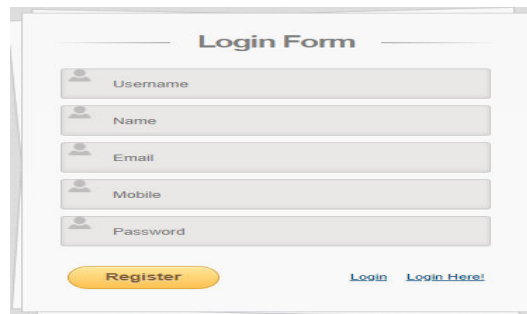 Login Form
Username
Name
Email
Mobile
Password
Register Login Login Here!